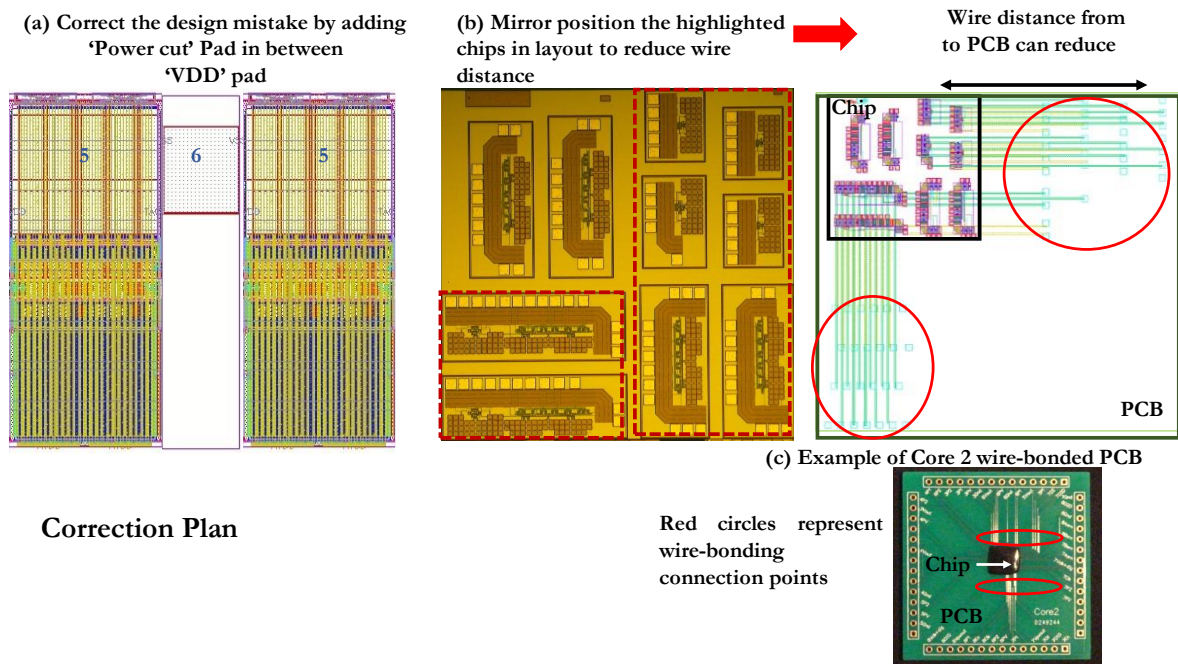 (a) Correct the design mistake by adding
‘Power cut’ Pad in between
‘VDD’ pad
(b) Mirror position the highlighted
chips in layout to reduce wire
distance
Wire distance from
to PCB can reduce
5
6
5
Chip
PCB
(c) Example of Core 2 wire-bonded PCB
Correction Plan
Red circles represent
wire-bonding
connection points
Chip
PCB
Core2
D249244